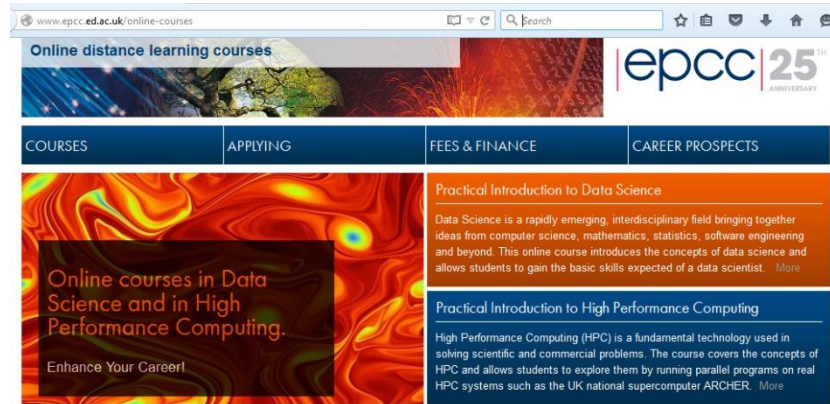 www.epcc.ed.ac.uk/online-courses
Search
Online distance learning courses
epcc 25TH
ANNIVERSARY
COURSES
APPLYING
FEES & FINANCE
CAREER PROSPECTS
Online courses in Data
Science and in High
Performance Computing.
Enhance Your Career!
Practical Introduction to Data Science
Data Science is a rapidly emerging, interdisciplinary field bringing together
ideas from computer science, mathematics, statistics, software engineering
and beyond. This online course introduces the concepts of data science and
allows students to gain the basic skills expected of a data scientist. More
Practical Introduction to High Performance Computing
High Performance Computing (HPC) is a fundamental technology used in
solving scientific and commercial problems. The course covers the concepts of
HPC and allows students to explore them by running parallel programs on real
HPC systems such as the UK national supercomputer ARCHER. More